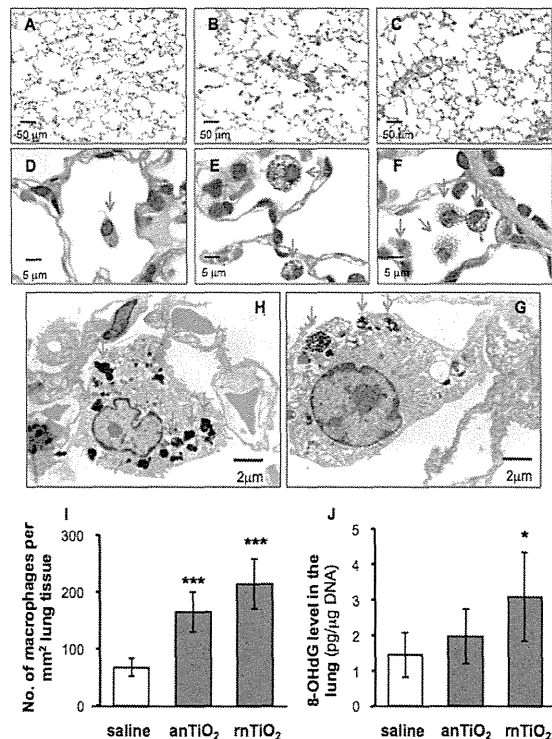 A
50 µm
B
50 µm
C
50 µm
D
5 µm
E
5 µm
F
5 µm
H
2µm
G
2µm
I
No. of macrophages per
mm² lung tissue
300
200
100
0
***
***
saline anTiO₂ rnTiO₂
J
8-OHdG level in the
lung (pg/µg DNA)
5
4
3
2
1
0
*
saline anTiO₂ rnTiO₂